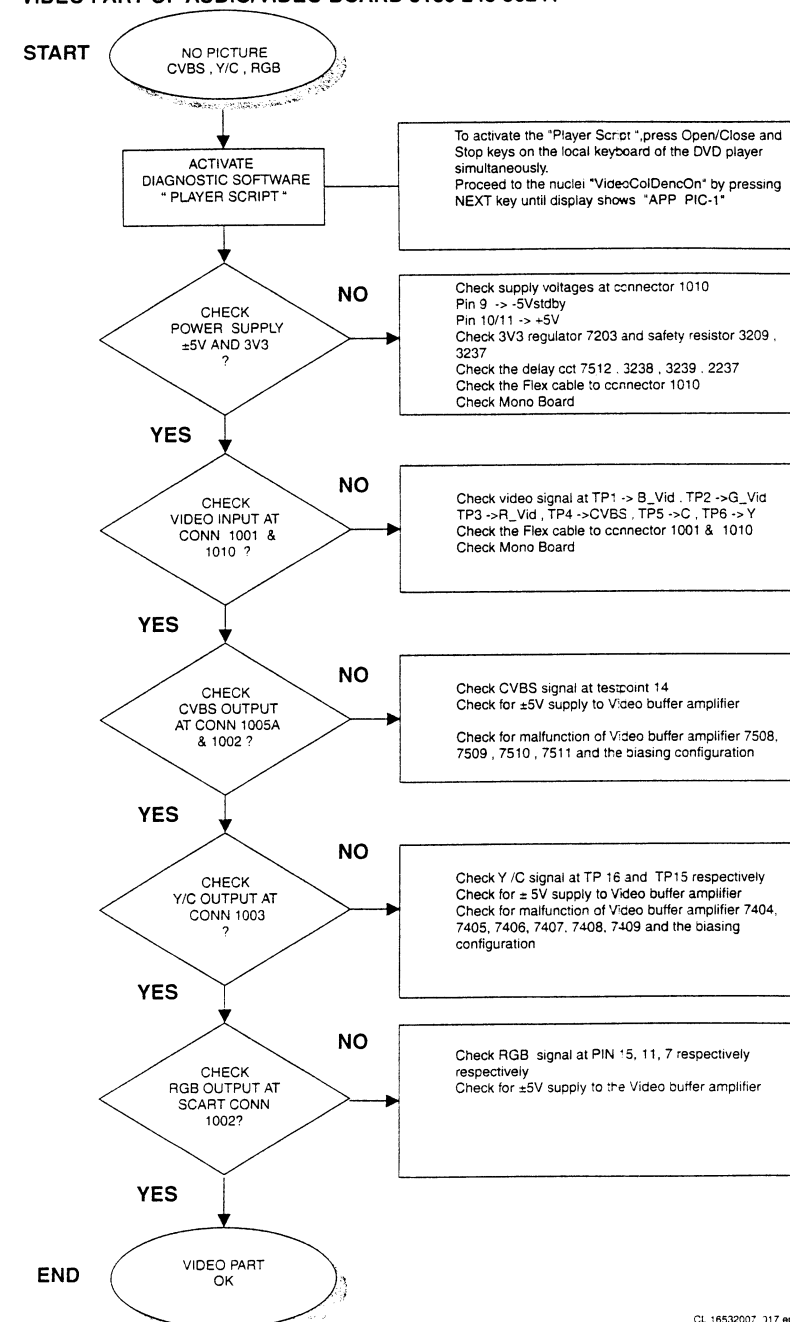 START
NO PICTURE
CVBS , Y/C , RGB
ACTIVATE
DIAGNOSTIC SOFTWARE
" PLAYER SCRIPT "
To activate the "Player Script ",press Open/Close and
Stop keys on the local keyboard of the DVD player
simultaneously.
Proceed to the nuclei "VideoColDencOn" by pressing
NEXT key until display shows "APP PIC-1"
CHECK
POWER SUPPLY
±5V AND 3V3
?
NO
Check supply voltages at connector 1010
Pin 9 -> -5Vstdby
Pin 10/11 -> +5V
Check 3V3 regulator 7203 and safety resistor 3209 ,
3237
Check the delay cct 7512 . 3238 , 3239 . 2237
Check the Flex cable to connector 1010
Check Mono Board
YES
CHECK
VIDEO INPUT AT
CONN 1001 &
1010 ?
NO
Check video signal at TP1 -> B_Vid . TP2 ->G_Vid
TP3 ->R_Vid , TP4 ->CVBS , TP5 ->C , TP6 -> Y
Check the Flex cable to connector 1001 & 1010
Check Mono Board
YES
CHECK
CVBS OUTPUT
AT CONN 1005A
& 1002 ?
NO
Check CVBS signal at testpoint 14
Check for ±5V supply to Video buffer amplifier
Check for malfunction of Video buffer amplifier 7508,
7509 , 7510 , 7511 and the biasing configuration
YES
CHECK
Y/C OUTPUT AT
CONN 1003
?
NO
Check Y /C signal at TP 16 and TP15 respectively
Check for ± 5V supply to Video buffer amplifier
Check for malfunction of Video buffer amplifier 7404,
7405, 7406, 7407. 7408, 7409 and the biasing
configuration
YES
CHECK
RGB OUTPUT AT
SCART CONN
1002?
NO
Check RGB signal at PIN 15, 11, 7 respectively
respectively
Check for ±5V supply to the Video buffer amplifier
YES
END
VIDEO PART
OK
CL 16532007_017